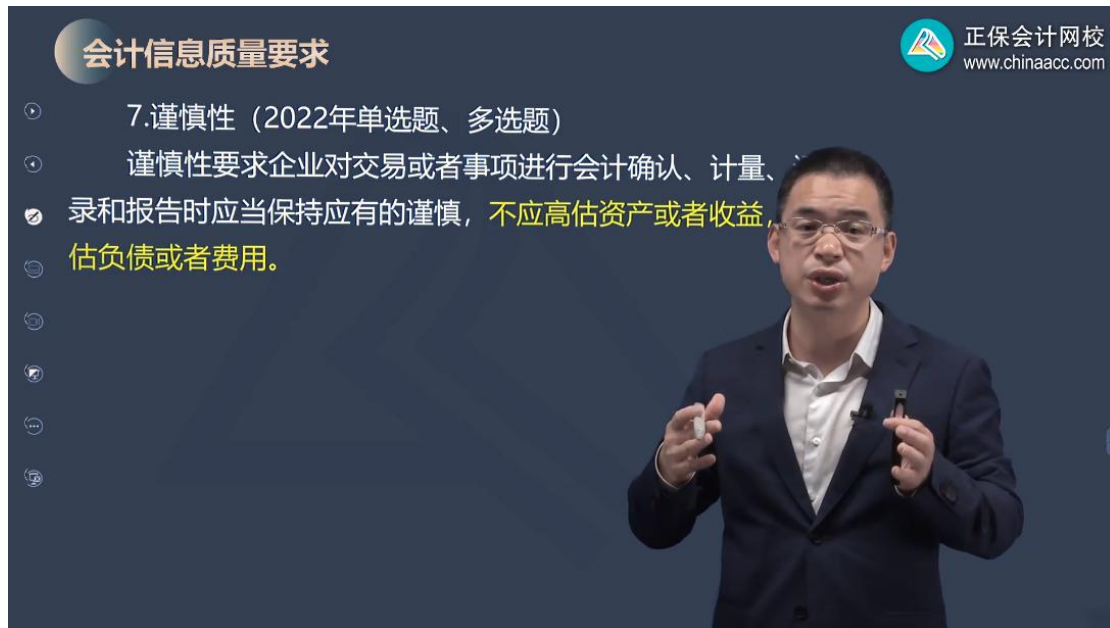 会计信息质量要求
正保会计网校
www.chinaacc.com
7.谨慎性（2022年单选题、多选题）
谨慎性要求企业对交易或者事项进行会计确认、计量、
录和报告时应当保持应有的谨慎，不应高估资产或者收益，
估负债或者费用。